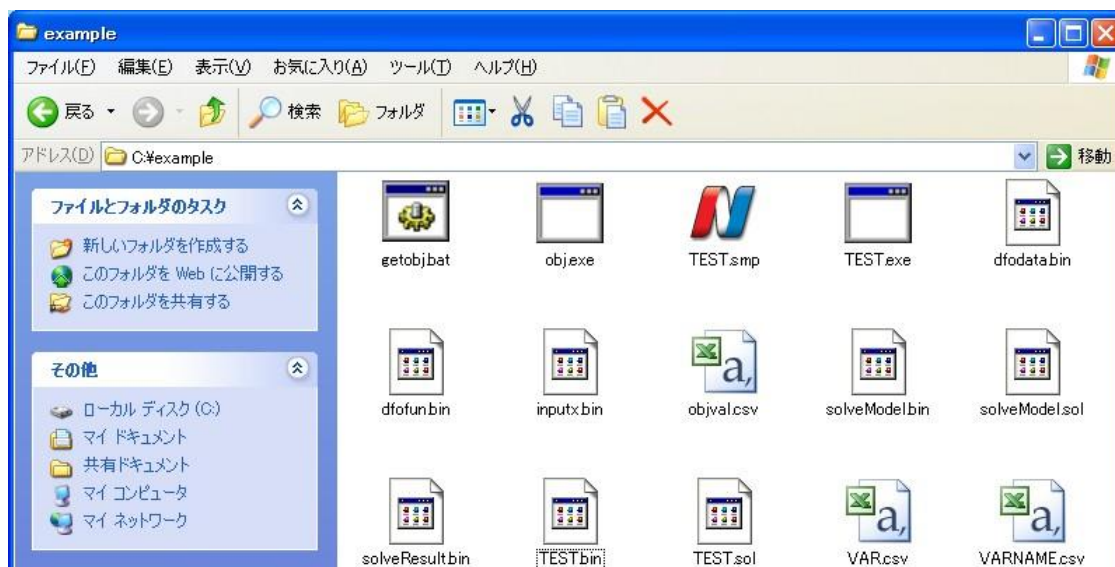 example
ファイル(F) 編集(E) 表示(V) お気に入り(A) ツール(T) ヘルプ(H)
戻る 検索 フォルダ
アドレス(D) C:¥example 移動
ファイルとフォルダのタスク
新しいフォルダを作成する
このフォルダを Web に公開する
このフォルダを共有する
その他
ローカル ディスク (C:)
マイ ドキュメント
共有ドキュメント
マイ コンピュータ
マイ ネットワーク
getobj.bat obj.exe TEST.smp TEST.exe dfodata.bin
dfofun.bin inputx.bin objval.csv solveModel.bin solveModel.sol
solveResult.bin TEST.bin TEST.sol VAR.csv VARNAME.csv